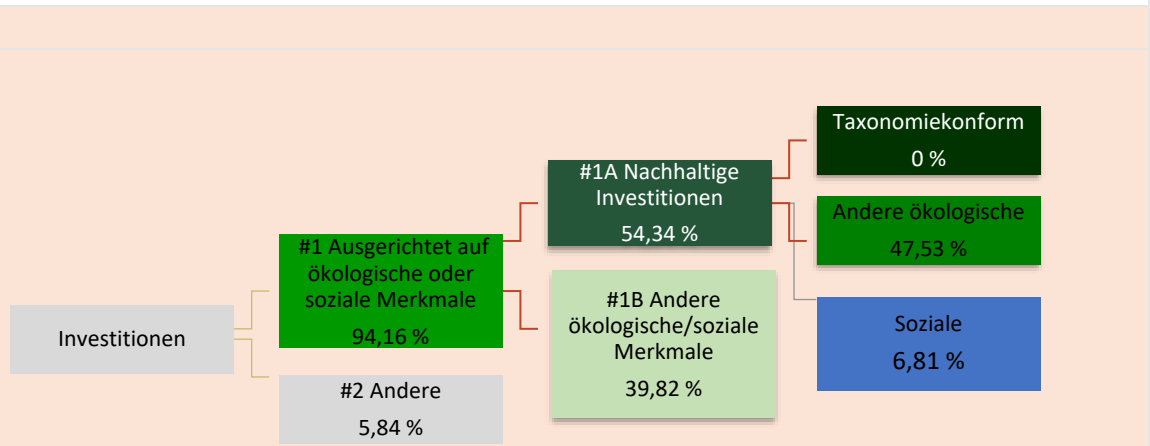 Investitionen
#1 Ausgerichtet auf
ökologische oder
soziale Merkmale
94,16 %
#2 Andere
5,84 %
#1A Nachhaltige
Investitionen
54,34 %
#1B Andere
ökologische/soziale
Merkmale
39,82 %
Taxonomiekonform
0 %
Andere ökologische
47,53 %
Soziale
6,81 %